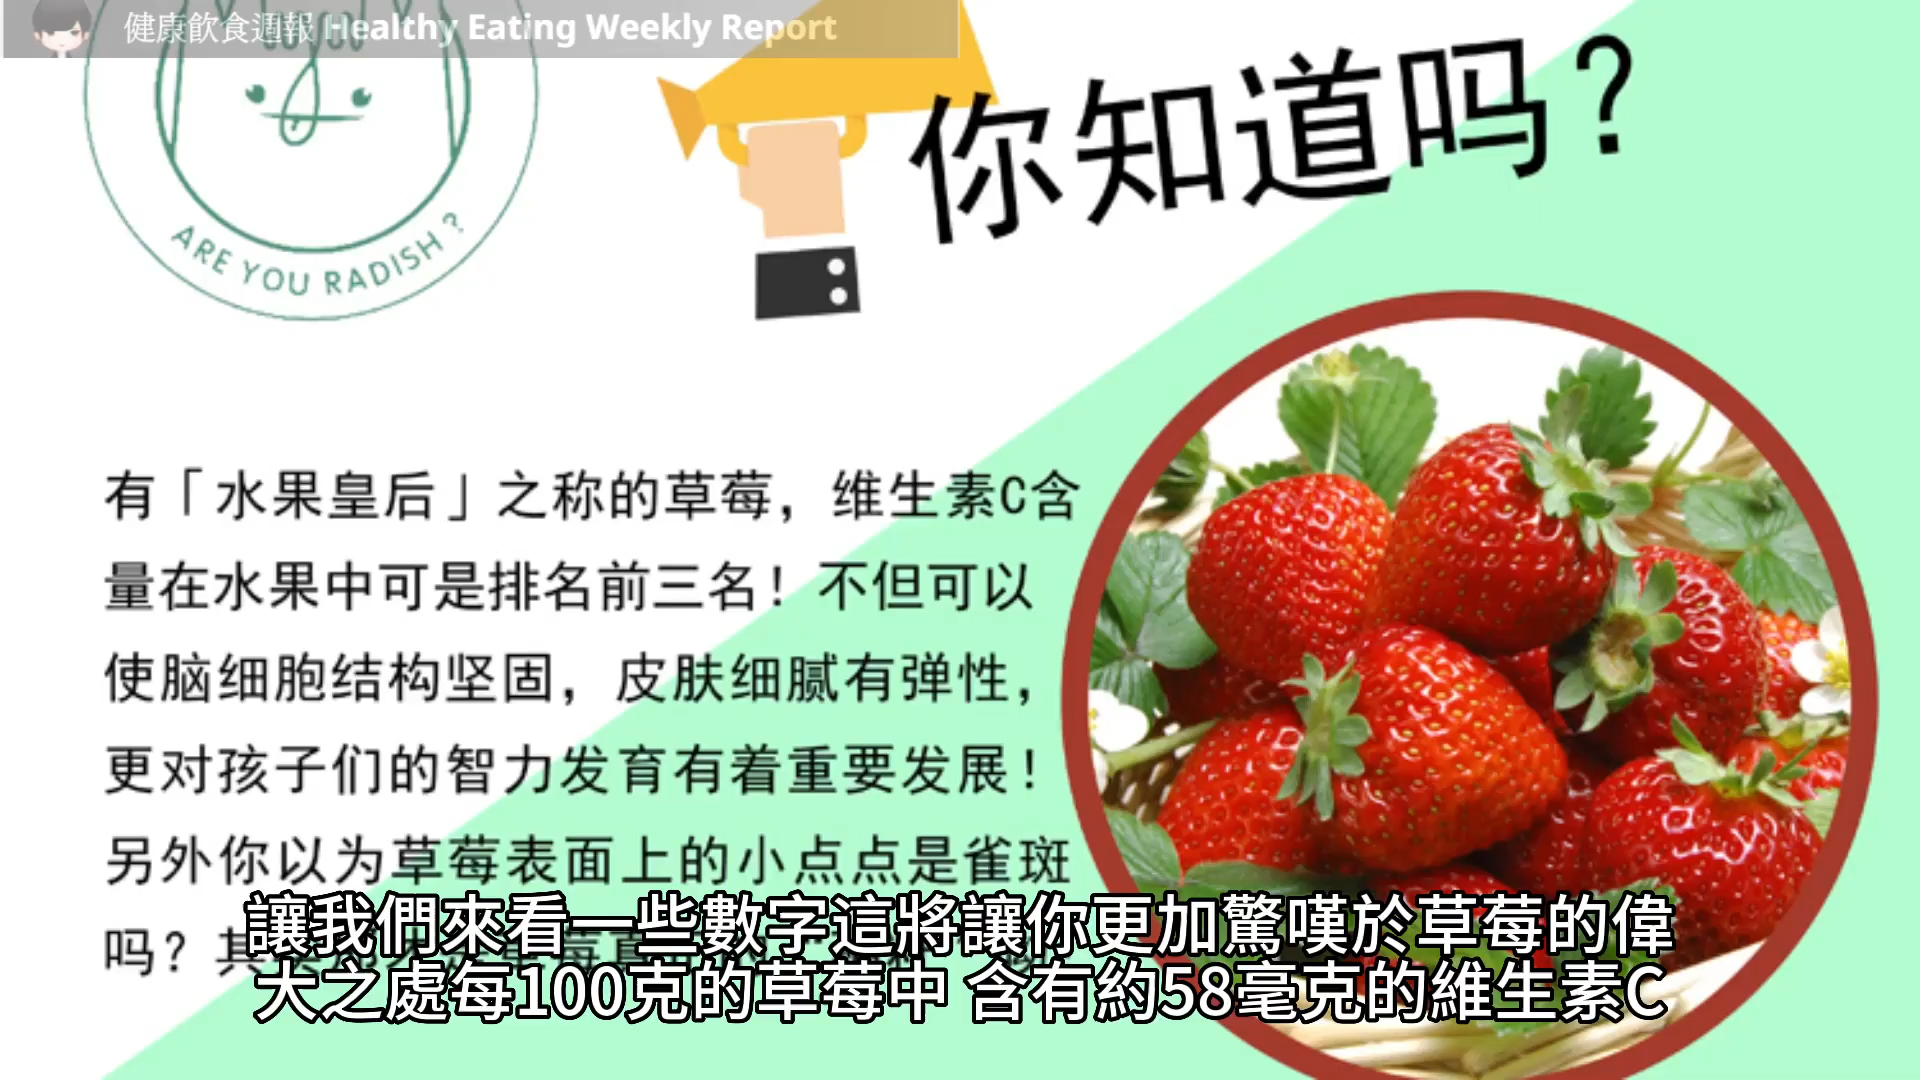 健康飲食週報 Healthy Eating Weekly Report
ARE YOU RADISH ?
你知道吗？
有「水果皇后」之称的草莓，维生素C含
量在水果中可是排名前三名！不但可以
使脑细胞结构坚固，皮肤细腻有弹性，
更对孩子们的智力发育有着重要发展！
另外你以为草莓表面上的小点点是雀斑
吗？其
讓我們來看一些數字這將讓你更加驚嘆於草莓的偉
大之處每100克的草莓中 含有約58毫克的維生素C